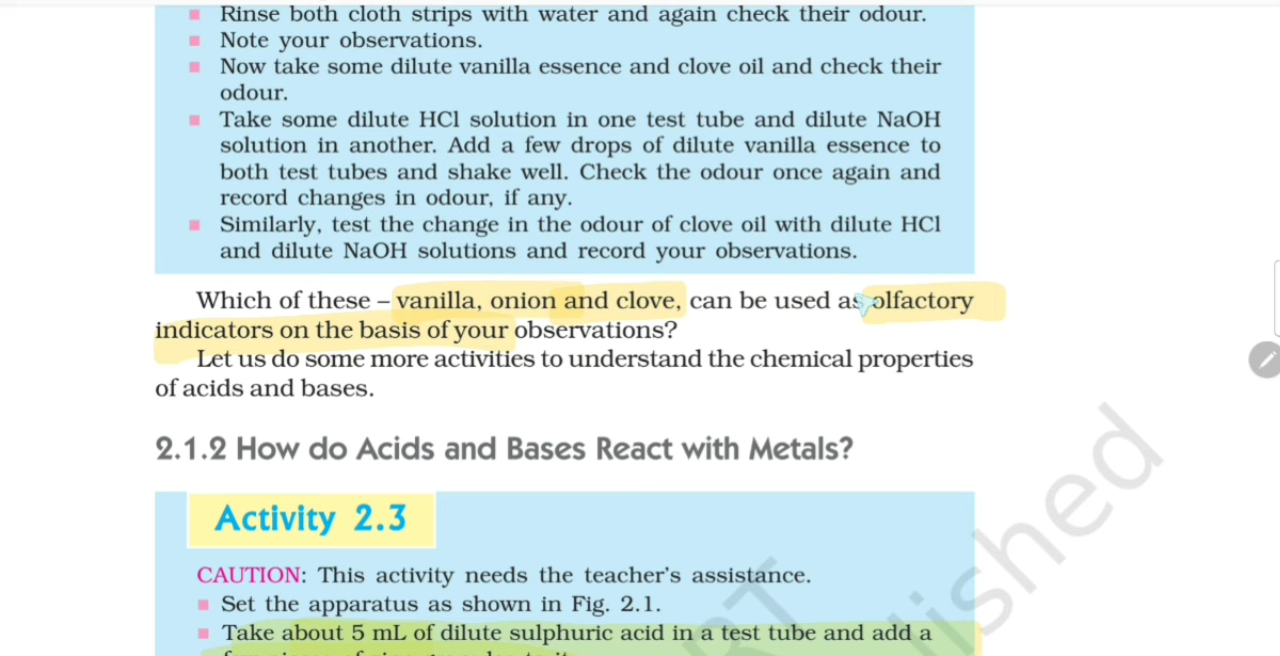 Rinse both cloth strips with water and again check their odour.
Note your observations.
Now take some dilute vanilla essence and clove oil and check their
odour.
Take some dilute HCl solution in one test tube and dilute NaOH
solution in another. Add a few drops of dilute vanilla essence to
both test tubes and shake well. Check the odour once again and
record changes in odour, if any.
Similarly, test the change in the odour of clove oil with dilute HCl
and dilute NaOH solutions and record your observations.
Which of these – vanilla, onion and clove, can be used as olfactory
indicators on the basis of your observations?
Let us do some more activities to understand the chemical properties
of acids and bases.
2.1.2 How do Acids and Bases React with Metals?
Activity 2.3
CAUTION: This activity needs the teacher's assistance.
Set the apparatus as shown in Fig. 2.1.
Take about 5 mL of dilute sulphuric acid in a test tube and add a